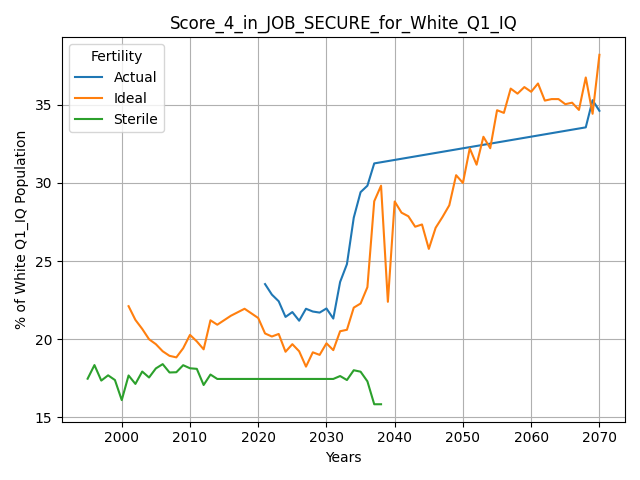 Score_4_in_JOB_SECURE_for_White_Q1_IQ
Fertility
Actual
Ideal
Sterile
% of White Q1_IQ Population
35
30
25
20
15
2000 2010 2020 2030 2040 2050 2060 2070
Years